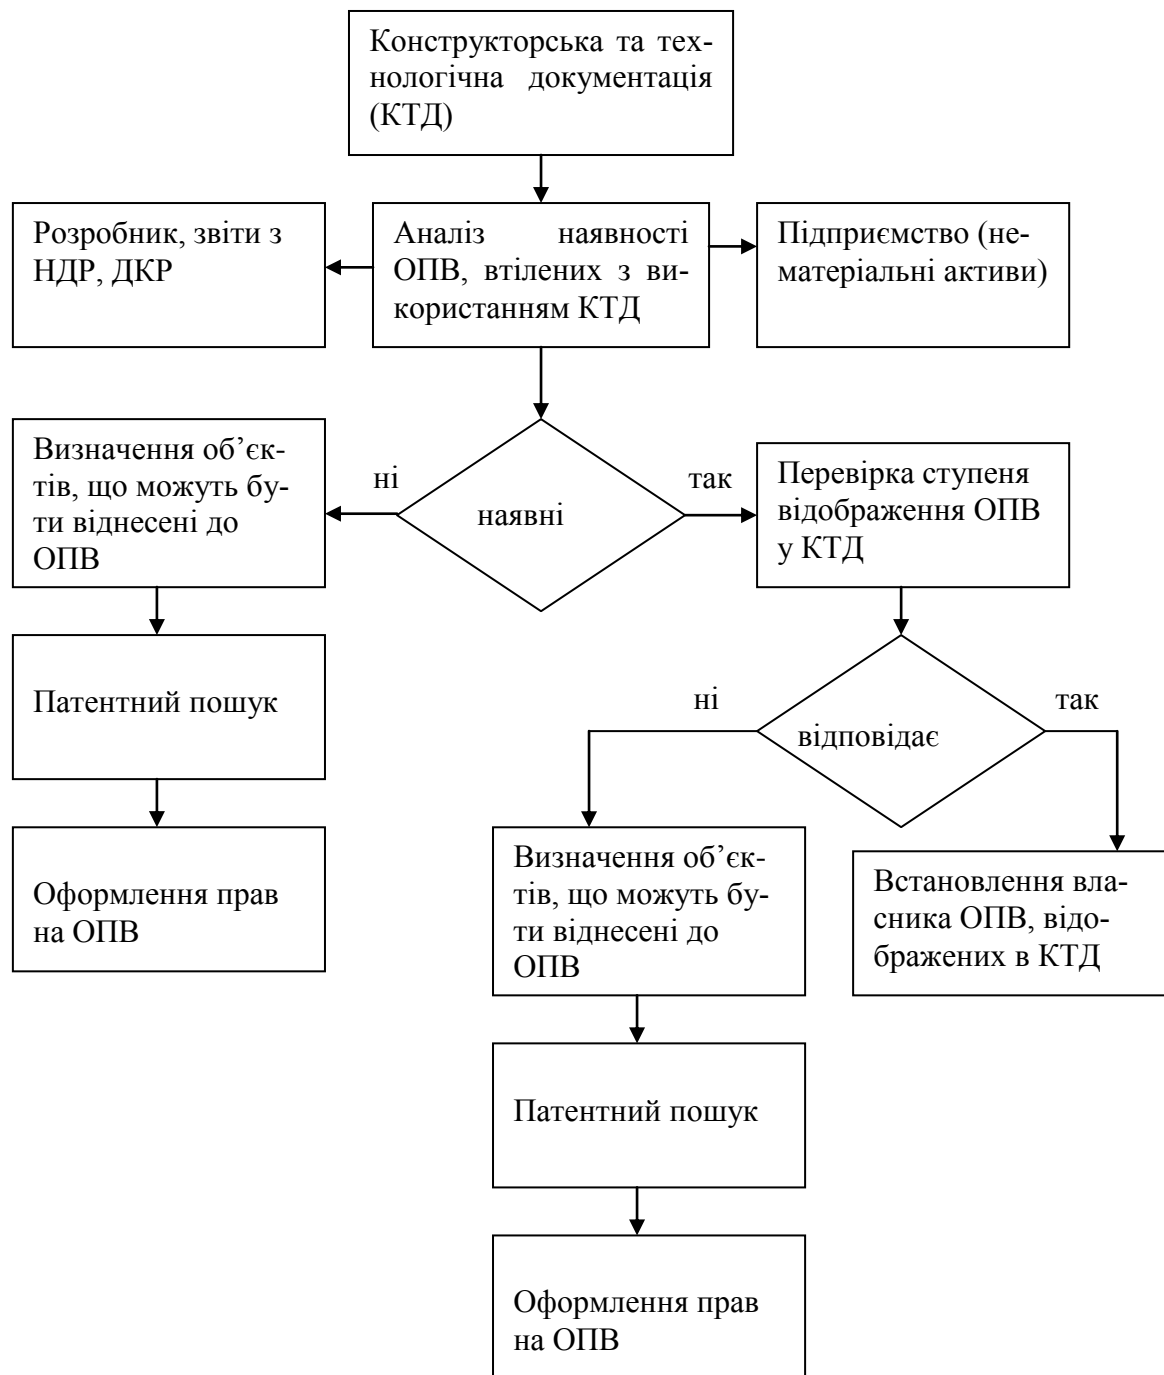 Конструкторська та тех-
нологічна документація
(КТД)
Розробник, звіти з
НДР, ДКР
Аналіз наявності
ОПВ, втілених з ви-
користанням КТД
Підприємство (не-
матеріальні активи)
Визначення об’єк-
тів, що можуть бу-
ти віднесені до
ОПВ
ні
наявні
так
Перевірка ступеня
відображення ОПВ
у КТД
Патентний пошук
Оформлення прав
на ОПВ
ні
відповідає
так
Визначення об’єк-
тів, що можуть бу-
ти віднесені до
ОПВ
Встановлення вла-
сника ОПВ, відо-
бражених в КТД
Патентний пошук
Оформлення прав
на ОПВ